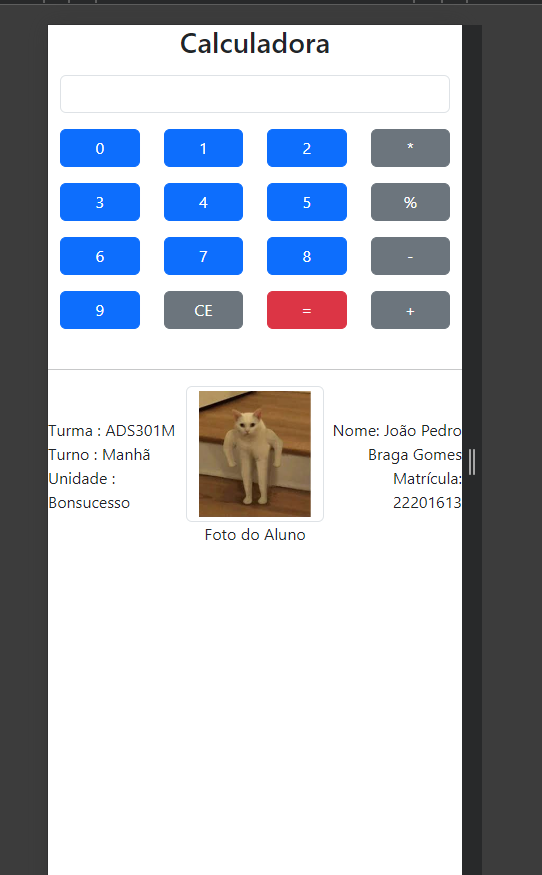 Calculadora
0 1 2 *
3 4 5 %
6 7 8 -
9 CE = +
Turma : ADS301M
Turno : Manhã
Unidade :
Bonsucesso
Foto do Aluno
Nome: João Pedro
Braga Gomes
Matrícula:
22201613